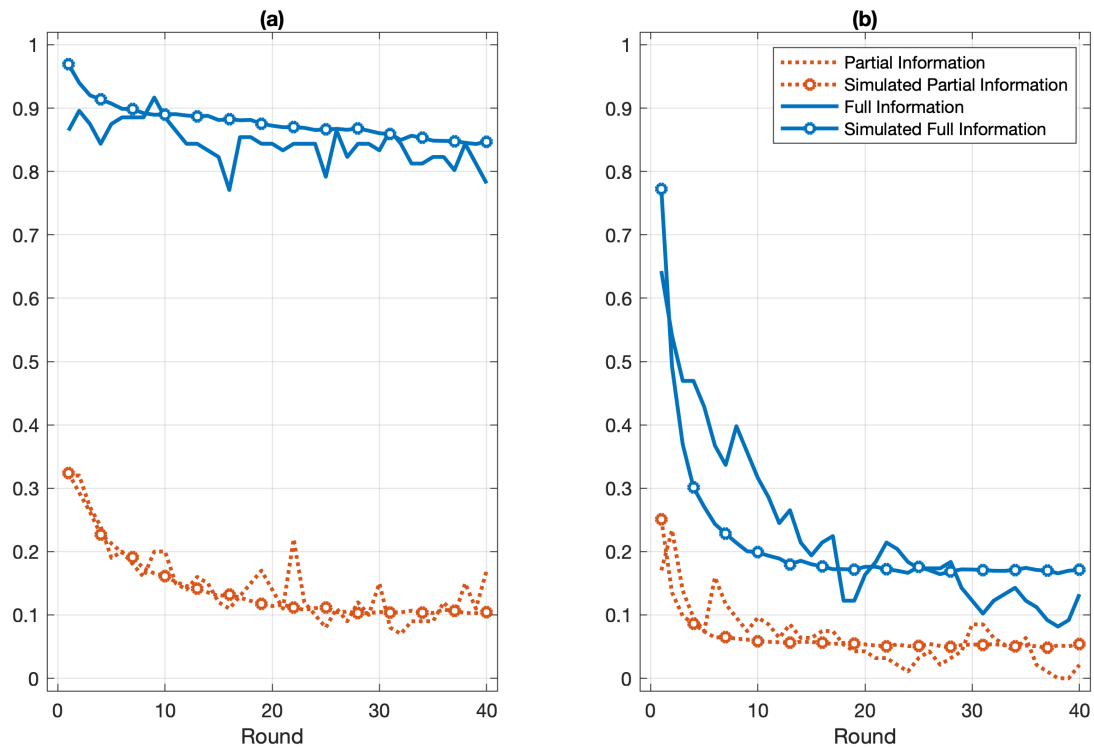 (a)
1
0.9
0.8
0.7
0.6
0.5
0.4
0.3
0.2
0.1
0
0 10 20 30 40
Round
(b)
Partial Information
Simulated Partial Information
Full Information
Simulated Full Information
1
0.9
0.8
0.7
0.6
0.5
0.4
0.3
0.2
0.1
0
0 10 20 30 40
Round